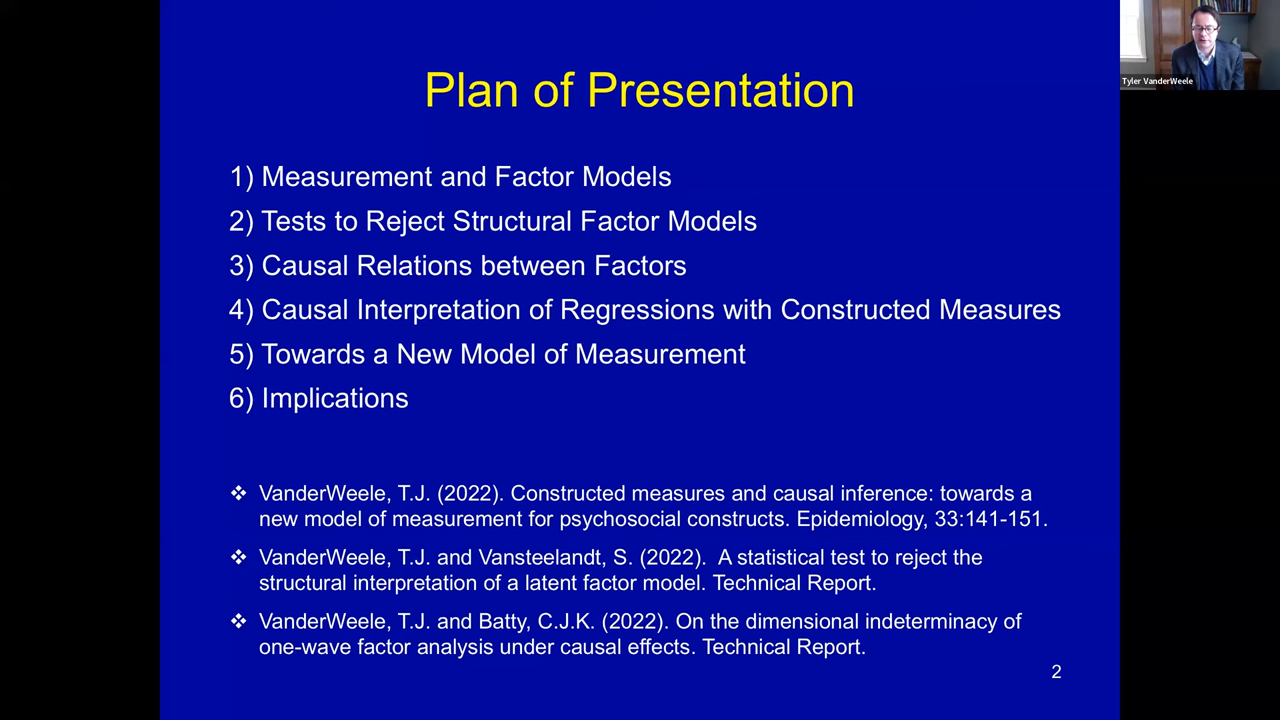 Plan of Presentation
Tyler VanderWeele
1) Measurement and Factor Models
2) Tests to Reject Structural Factor Models
3) Causal Relations between Factors
4) Causal Interpretation of Regressions with Constructed Measures
5) Towards a New Model of Measurement
6) Implications
❖ VanderWeele, T.J. (2022). Constructed measures and causal inference: towards a
new model of measurement for psychosocial constructs. Epidemiology, 33:141-151.
❖ VanderWeele, T.J. and Vansteelandt, S. (2022).  A statistical test to reject the
structural interpretation of a latent factor model. Technical Report.
❖ VanderWeele, T.J. and Batty, C.J.K. (2022). On the dimensional indeterminacy of
one-wave factor analysis under causal effects. Technical Report.
2